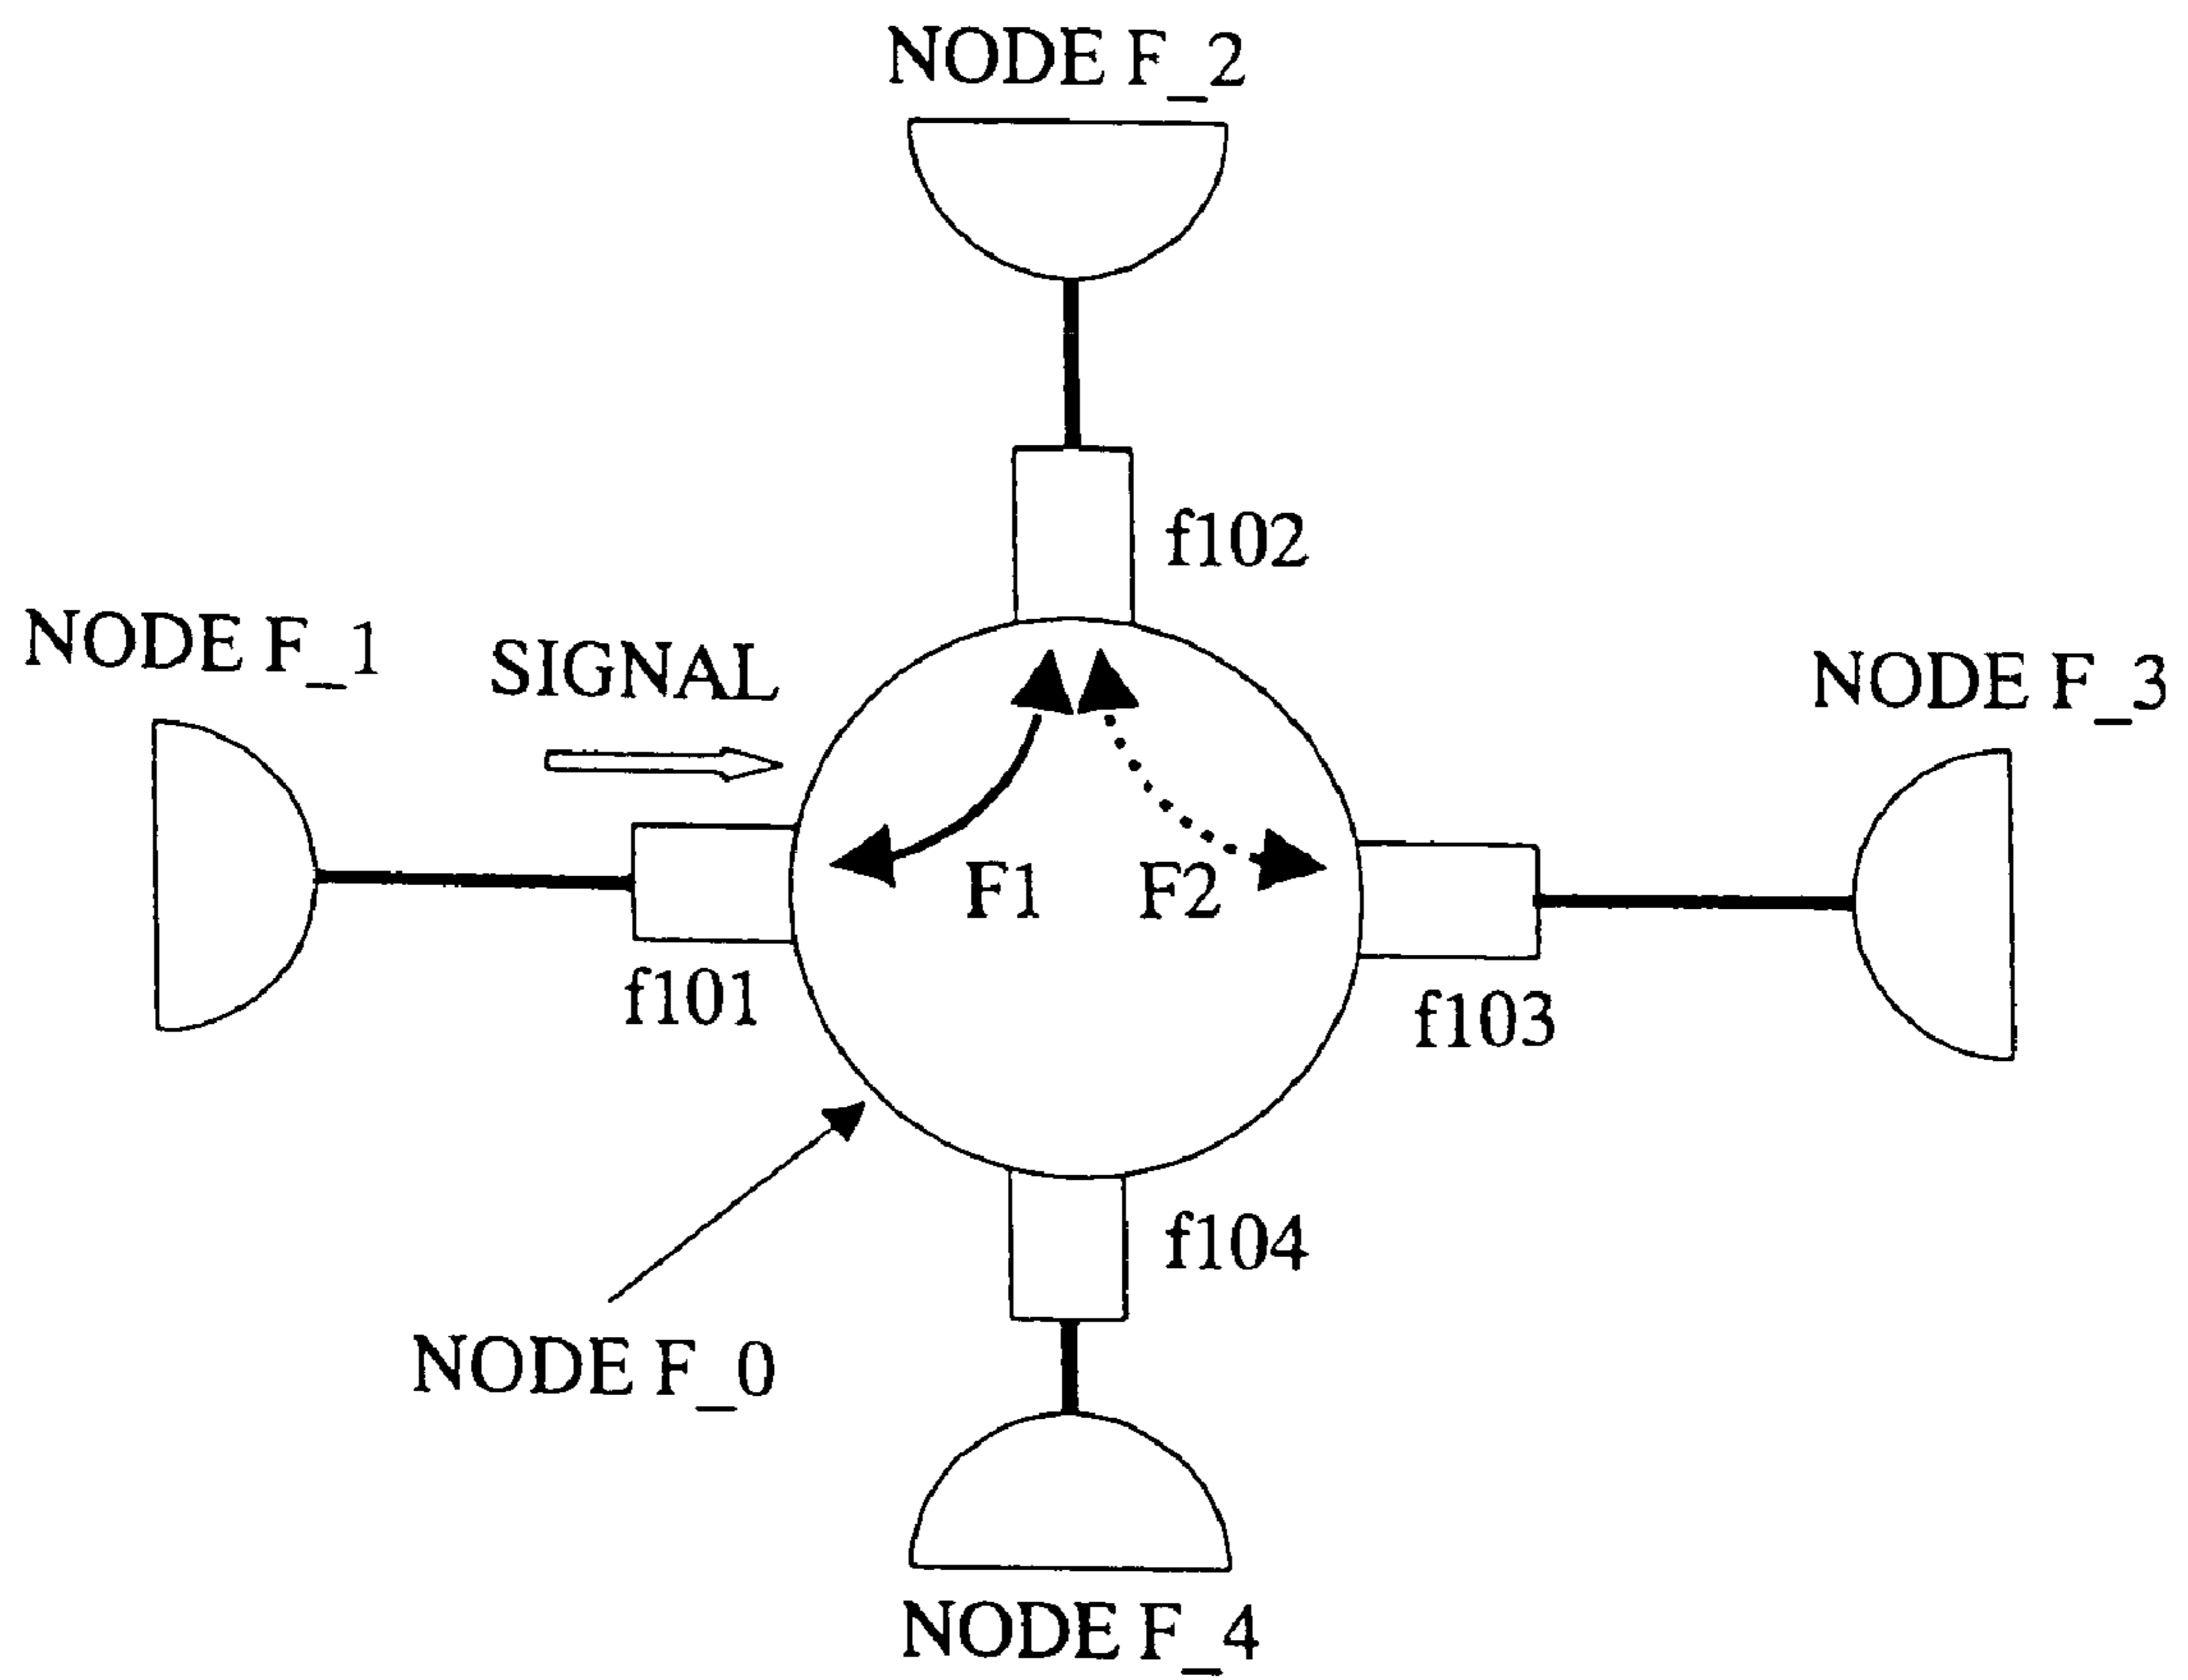 NODE F_2
f102
NODE F_1
SIGNAL
NODE F_3
F1
F2
f101
f103
f104
NODE F_0
NODE F_4